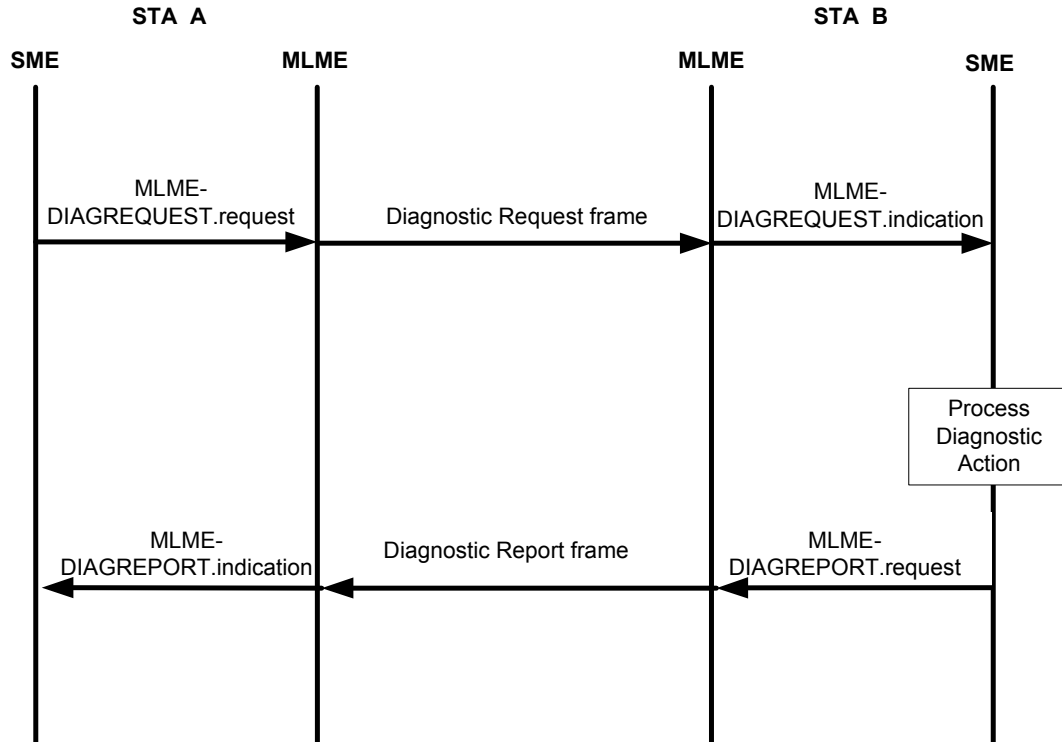 STA A
STA B
SME
MLME
MLME
SME
MLME-
DIAGREQUEST.request
Diagnostic Request frame
MLME-
DIAGREQUEST.indication
Process
Diagnostic
Action
MLME-
DIAGREPORT.indication
Diagnostic Report frame
MLME-
DIAGREPORT.request